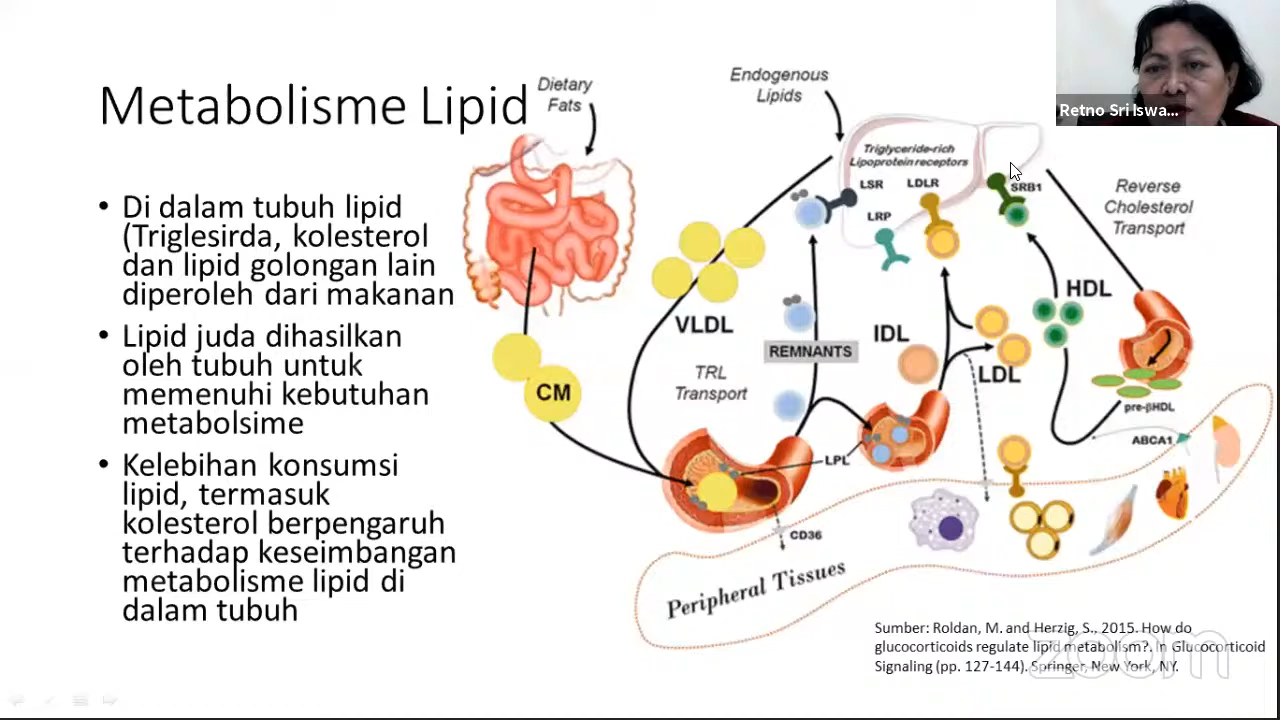 Metabolisme Lipid
• Di dalam tubuh lipid
(Triglesirda, kolesterol
dan lipid golongan lain
diperoleh dari makanan
• Lipid juda dihasilkan
oleh tubuh untuk
memenuhi kebutuhan
metabolsime
• Kelebihan konsumsi
lipid, termasuk
kolesterol berpengaruh
terhadap keseimbangan
metabolisme lipid di
dalam tubuh
Dietary
Fats
Endogenous
Lipids
Triglyceride-rich
Lipoprotein receptors
LSR
LDLR
LRP
SRB1
Reverse
Cholesterol
Transport
VLDL
REMNANTS
IDL
HDL
LDL
TRL
Transport
CM
pre-βHDL
ABCA1
LPL
CD36
Peripheral Tissues
Sumber: Roldan, M. and Herzig, S., 2015. How do
glucocorticoids regulate lipid metabolism?. In Glucocorticoid
Signaling (pp. 127-144). Springer, New York, NY.
Retno Sri Iswa...
zoom